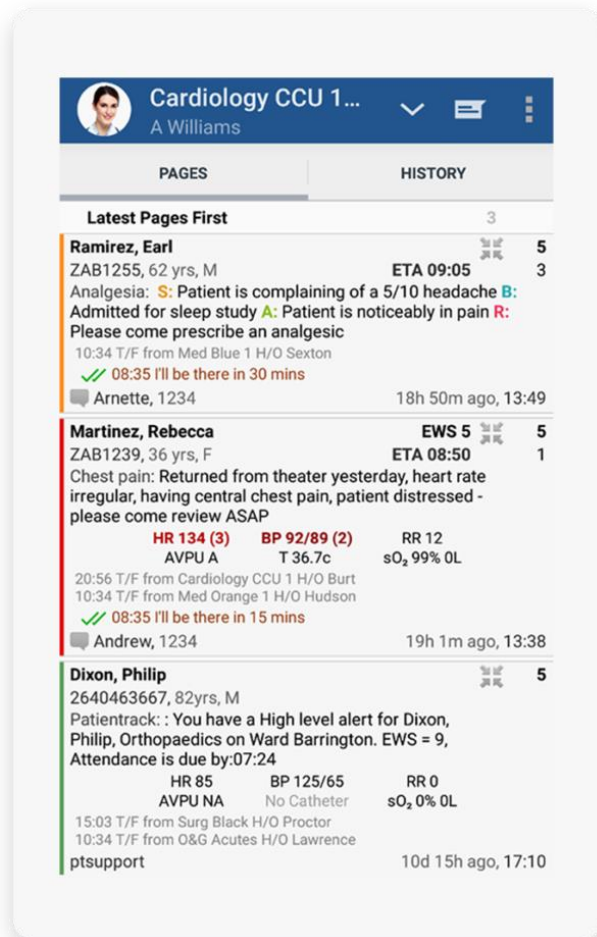 Cardiology CCU 1...
A Williams
PAGES HISTORY
Latest Pages First 3
Ramirez, Earl 5
ZAB1255, 62 yrs, M ETA 09:05 3
Analgesia: S: Patient is complaining of a 5/10 headache B:
Admitted for sleep study A: Patient is noticeably in pain R:
Please come prescribe an analgesic
10:34 T/F from Med Blue 1 H/O Sexton
08:35 I'll be there in 30 mins
Arnette, 1234 18h 50m ago, 13:49
Martinez, Rebecca EWS 5 5
ZAB1239, 36 yrs, F ETA 08:50 1
Chest pain: Returned from theater yesterday, heart rate
irregular, having central chest pain, patient distressed -
please come review ASAP
HR 134 (3) BP 92/89 (2) RR 12
AVPU A T 36.7c sO₂ 99% 0L
20:56 T/F from Cardiology CCU 1 H/O Burt
10:34 T/F from Med Orange 1 H/O Hudson
08:35 I'll be there in 15 mins
Andrew, 1234 19h 1m ago, 13:38
Dixon, Philip 5
2640463667, 82yrs, M
Patientrack: : You have a High level alert for Dixon,
Philip, Orthopaedics on Ward Barrington. EWS = 9,
Attendance is due by:07:24
HR 85 BP 125/65 RR 0
AVPU NA No Catheter sO₂ 0% 0L
15:03 T/F from Surg Black H/O Proctor
10:34 T/F from O&G Acutes H/O Lawrence
ptsupport 10d 15h ago, 17:10